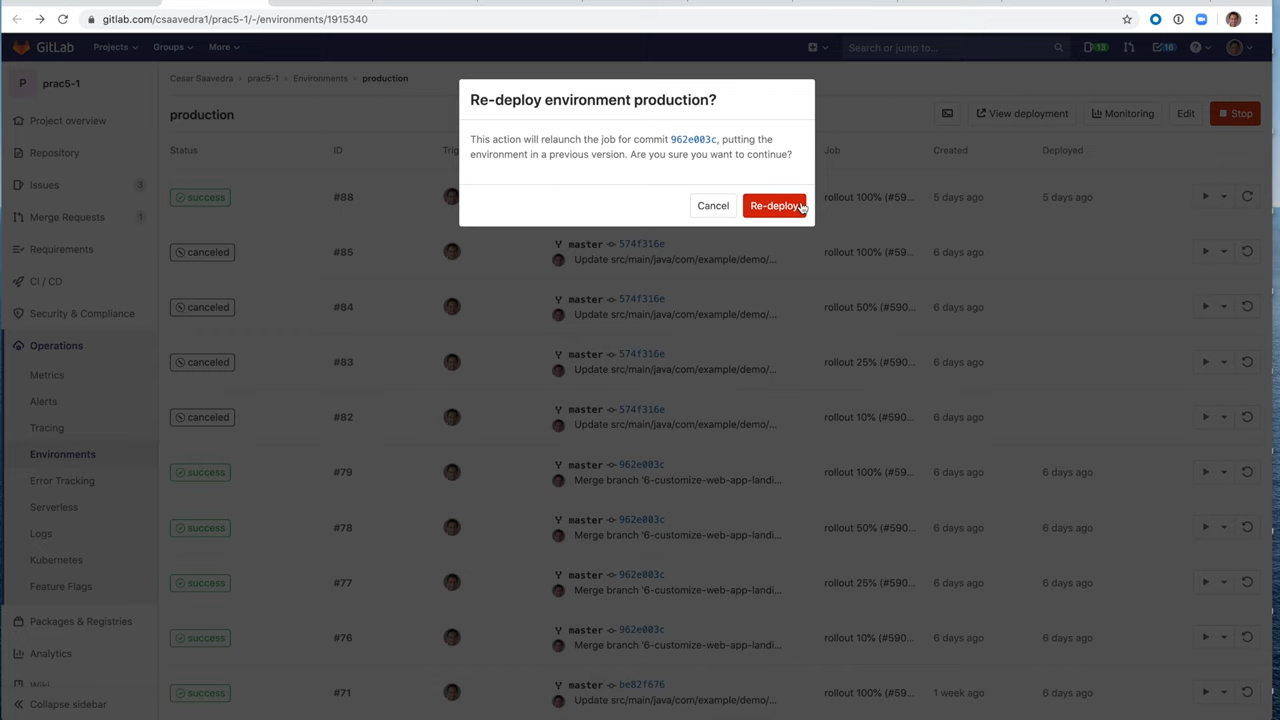 gitlab.com/csaavedra1/prac5-1/-/environments/1915340
GitLab Projects Groups More Search or jump to... 13 16
P prac5-1
Cesar Saavedra › prac5-1 › Environments › production
production View deployment Monitoring Edit Stop
Re-deploy environment production?
This action will relaunch the job for commit 962e003c, putting the
environment in a previous version. Are you sure you want to continue?
Cancel Re-deploy
Project overview
Repository
Issues 3
Merge Requests 1
Requirements
CI / CD
Security & Compliance
Operations
Metrics
Alerts
Tracing
Environments
Error Tracking
Serverless
Logs
Kubernetes
Feature Flags
Packages & Registries
Analytics
Wiki
Collapse sidebar
Status ID Job Created Deployed
success #88 rollout 100% (#590... 5 days ago 5 days ago
canceled #85 master 574f316e rollout 100% (#59... 6 days ago
Update src/main/java/com/example/demo/...
canceled #84 master 574f316e rollout 50% (#590... 6 days ago
Update src/main/java/com/example/demo/...
canceled #83 master 574f316e rollout 25% (#590... 6 days ago
Update src/main/java/com/example/demo/...
canceled #82 master 574f316e rollout 10% (#590... 6 days ago
Update src/main/java/com/example/demo/...
success #79 master 962e003c rollout 100% (#59... 6 days ago 6 days ago
Merge branch '6-customize-web-app-landi...
success #78 master 962e003c rollout 50% (#590... 6 days ago 6 days ago
Merge branch '6-customize-web-app-landi...
success #77 master 962e003c rollout 25% (#590... 6 days ago 6 days ago
Merge branch '6-customize-web-app-landi...
success #76 master 962e003c rollout 10% (#590... 6 days ago 6 days ago
Merge branch '6-customize-web-app-landi...
success #71 master be82f676 rollout 100% (#59... 1 week ago 6 days ago
Update src/main/java/com/example/demo/...